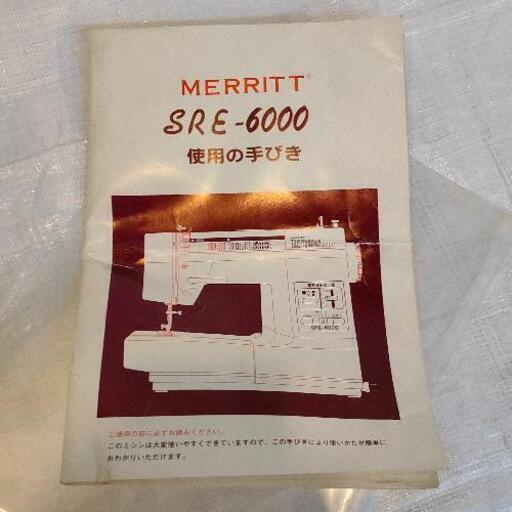 MERRITT
SRE-6000
使用の手びき
SRE-6000
ご使用の前に必ずお読みください。
このミシンは大変使いやすくできていますので、この手びきにより使いかたが簡単に
おわかりいただけます。